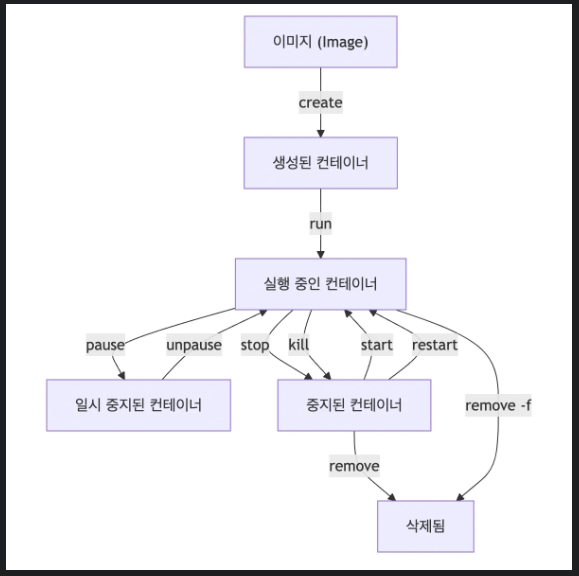 이미지 (Image)
create
생성된 컨테이너
run
실행 중인 컨테이너
pause
unpause
stop
kill
start
restart
일시 중지된 컨테이너
중지된 컨테이너
remove -f
remove
삭제됨